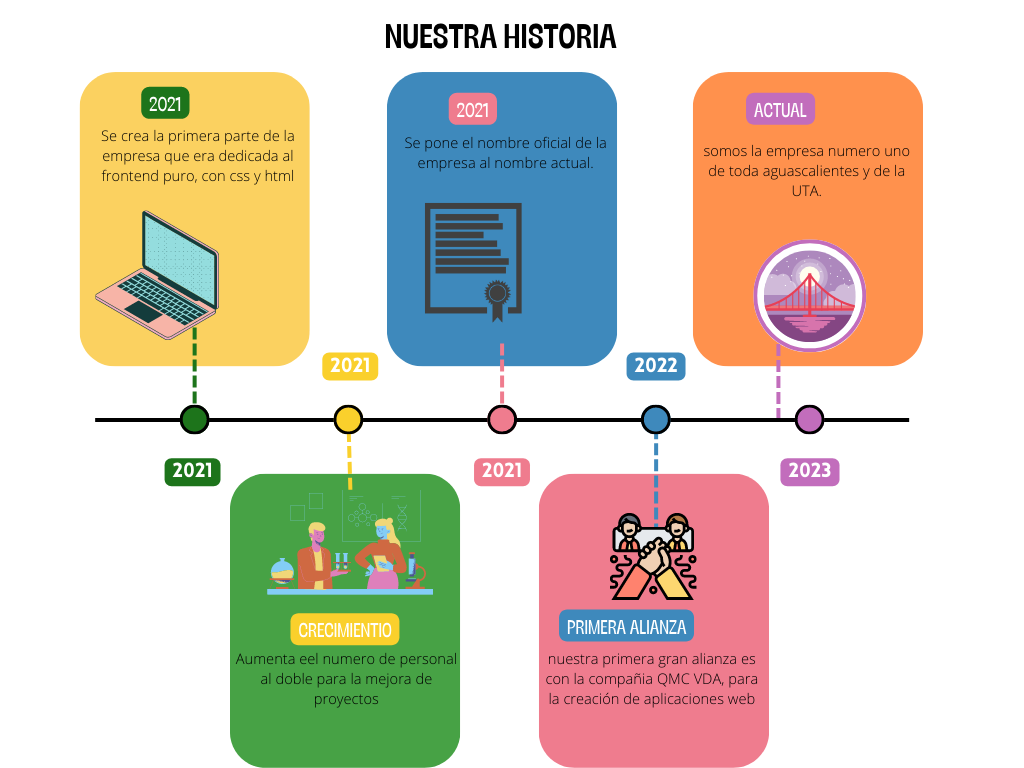 NUESTRA HISTORIA
2021
Se crea la primera parte de la
empresa que era dedicada al
frontend puro, con css y html
2021
Se pone el nombre oficial de la
empresa al nombre actual.
ACTUAL
somos la empresa numero uno
de toda aguascalientes y de la
UTA.
2021
2022
2021
2021
2023
CRECIMIENTIO
Aumenta eel numero de personal
al doble para la mejora de
proyectos
PRIMERA ALIANZA
nuestra primera gran alianza es
con la compañia QMC VDA, para
la creación de aplicaciones web